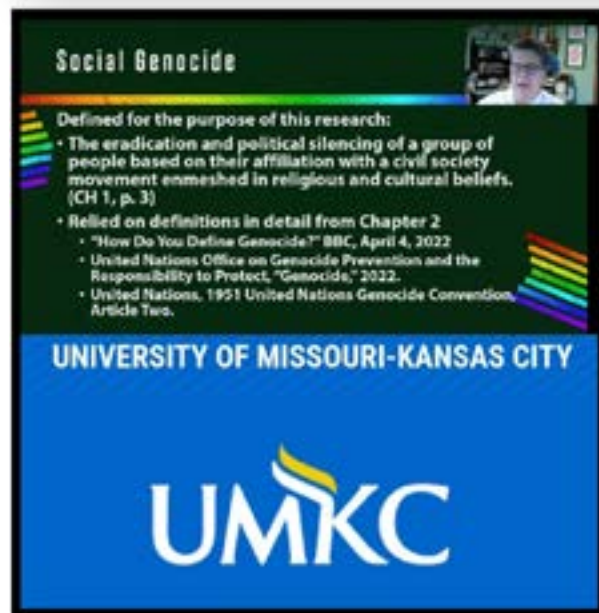 Social Genocide
Defined for the purpose of this research:
• The eradication and political silencing of a group of
people based on their affiliation with a civil society
movement enmeshed in religious and cultural beliefs.
(CH 1, p. 3)
• Relied on definitions in detail from Chapter 2
• "How Do You Define Genocide?" BBC, April 4, 2022
• United Nations Office on Genocide Prevention and the
Responsibility to Protect, "Genocide," 2022.
• United Nations, 1951 United Nations Genocide Convention,
Article Two.
UNIVERSITY OF MISSOURI-KANSAS CITY
UMKC